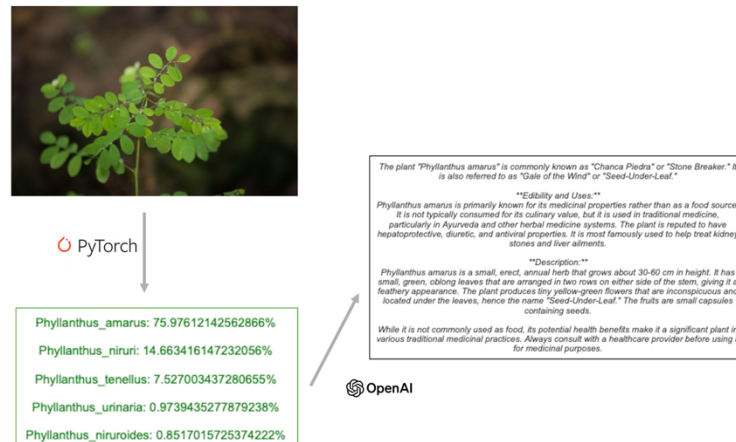 PyTorch
Phyllanthus_amarus: 75.97612142562866%
Phyllanthus_niruri: 14.663416147232056%
Phyllanthus_tenellus: 7.527003437280655%
Phyllanthus_urinaria: 0.9739435277879238%
Phyllanthus_niruroides: 0.8517015725374222%
The plant "Phyllanthus amarus" is commonly known as "Chanca Piedra" or "Stone Breaker." It
is also referred to as "Gale of the Wind" or "Seed-Under-Leaf."
**Edibility and Uses:**
Phyllanthus amarus is primarily known for its medicinal properties rather than as a food source.
It is not typically consumed for its culinary value, but it is used in traditional medicine,
particularly in Ayurveda and other herbal medicine systems. The plant is reputed to have
hepatoprotective, diuretic, and antiviral properties. It is most famously used to help treat kidney
stones and liver ailments.
**Description:**
Phyllanthus amarus is a small, erect, annual herb that grows about 30-60 cm in height. It has
small, green, oblong leaves that are arranged in two rows on either side of the stem, giving it a
feathery appearance. The plant produces tiny yellow-green flowers that are inconspicuous and
located under the leaves, hence the name "Seed-Under-Leaf." The fruits are small capsules
containing seeds.
While it is not commonly used as food, its potential health benefits make it a significant plant in
various traditional medicinal practices. Always consult with a healthcare provider before using
for medicinal purposes.
OpenAI